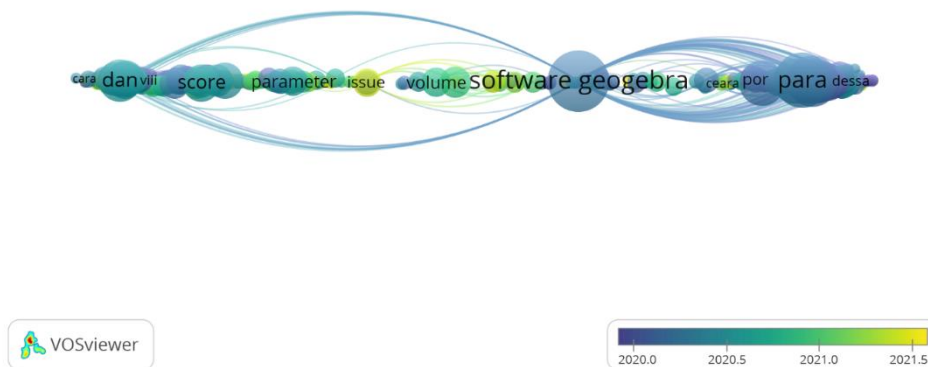 cara dan viii score parameter issue volume software geogebra ceara por para dessa
VOSviewer
2020.0 2020.5 2021.0 2021.5